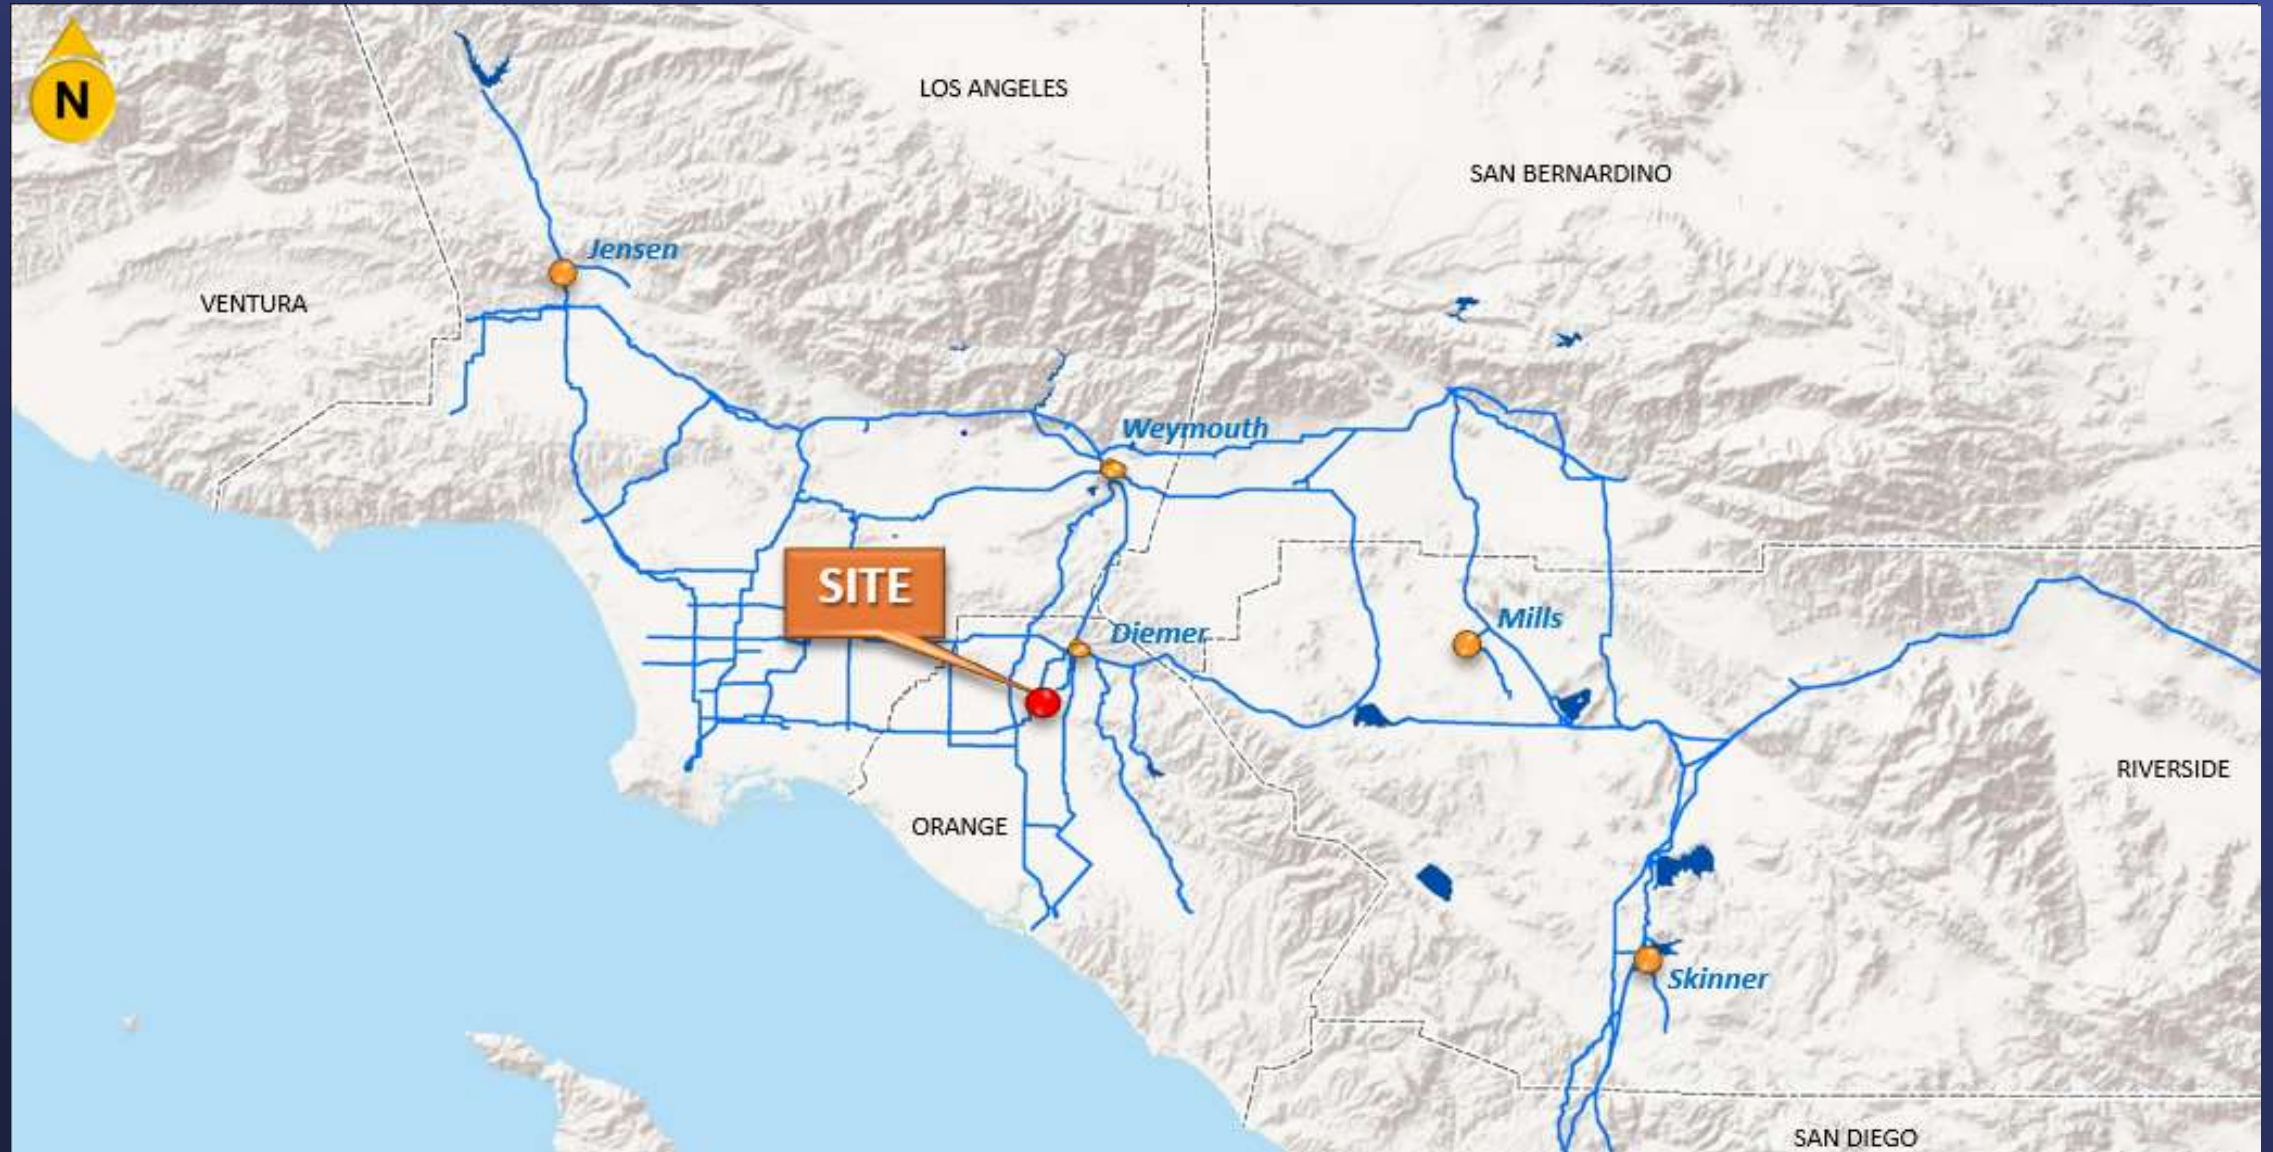 N
LOS ANGELES
SAN BERNARDINO
Jensen
VENTURA
Weymouth
SITE
Mills
Diemer
RIVERSIDE
ORANGE
Skinner
SAN DIEGO